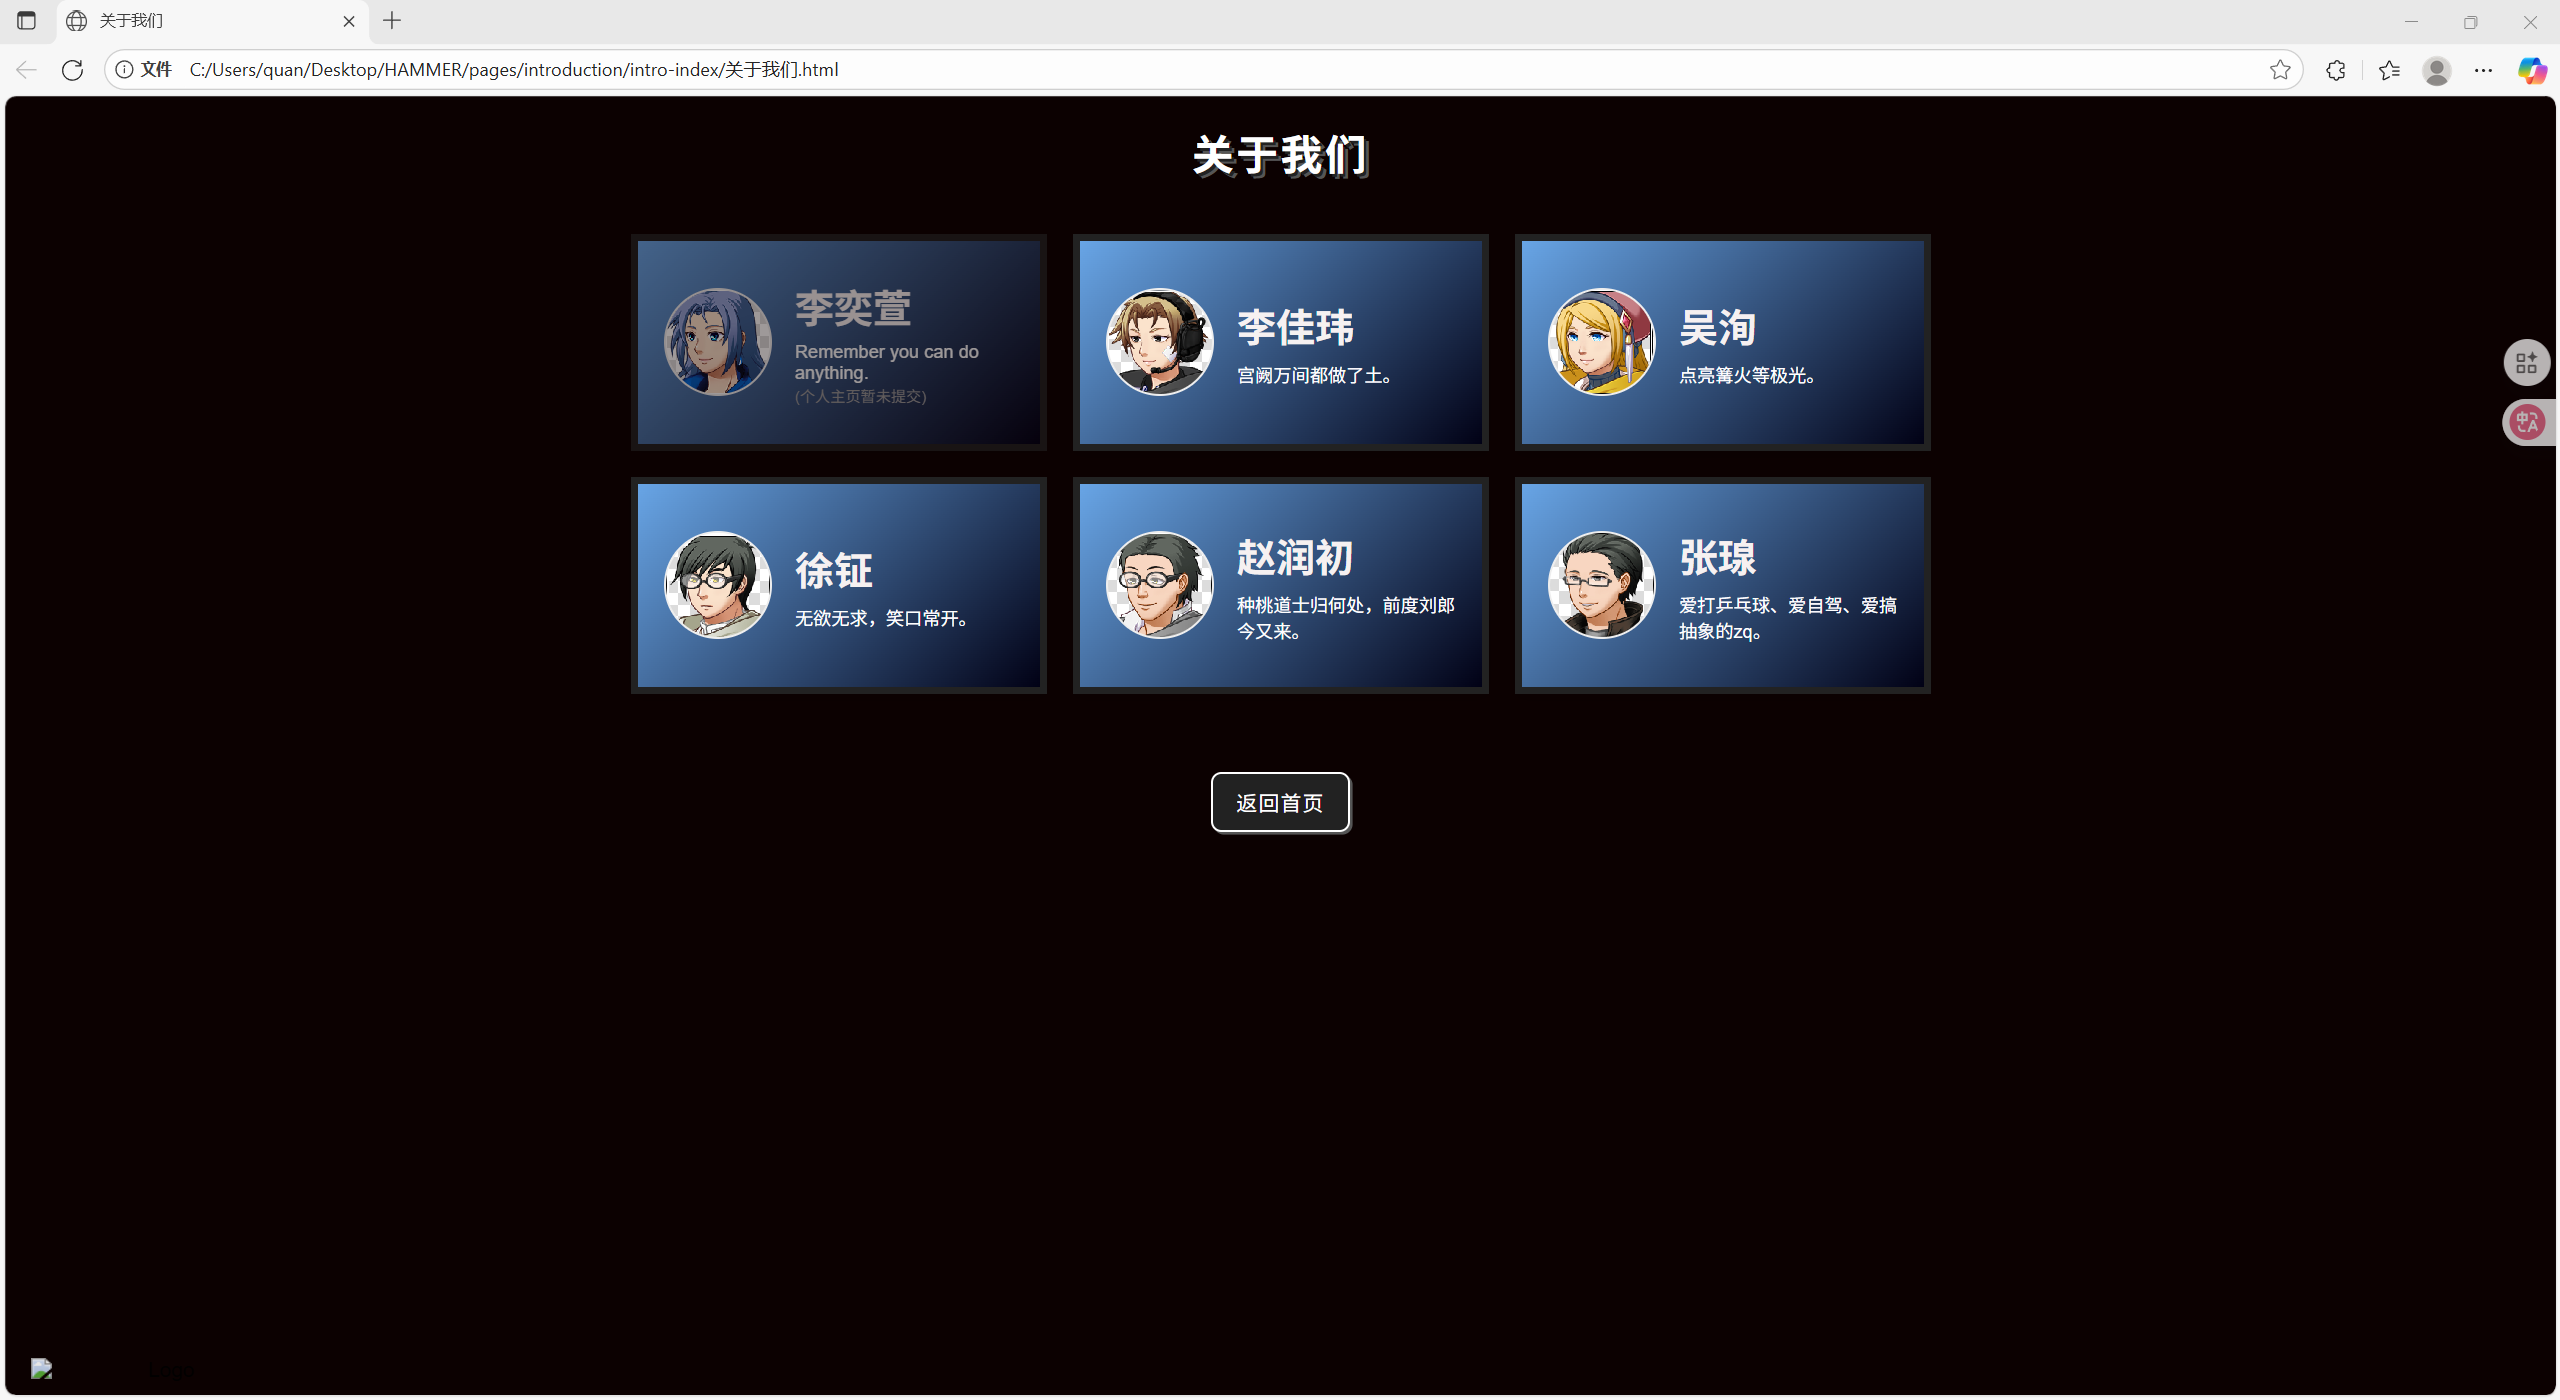 关于我们
文件 C:/Users/quan/Desktop/HAMMER/pages/introduction/intro-index/关于我们.html
关于我们
李奕萱
Remember you can do
anything.
(个人主页暂未提交)
李佳玮
宫阙万间都做了土。
吴洵
点亮篝火等极光。
徐钲
无欲无求，笑口常开。
赵润初
种桃道士归何处，前度刘郎
今又来。
张瑔
爱打乒乓球、爱自驾、爱搞
抽象的zq。
返回首页